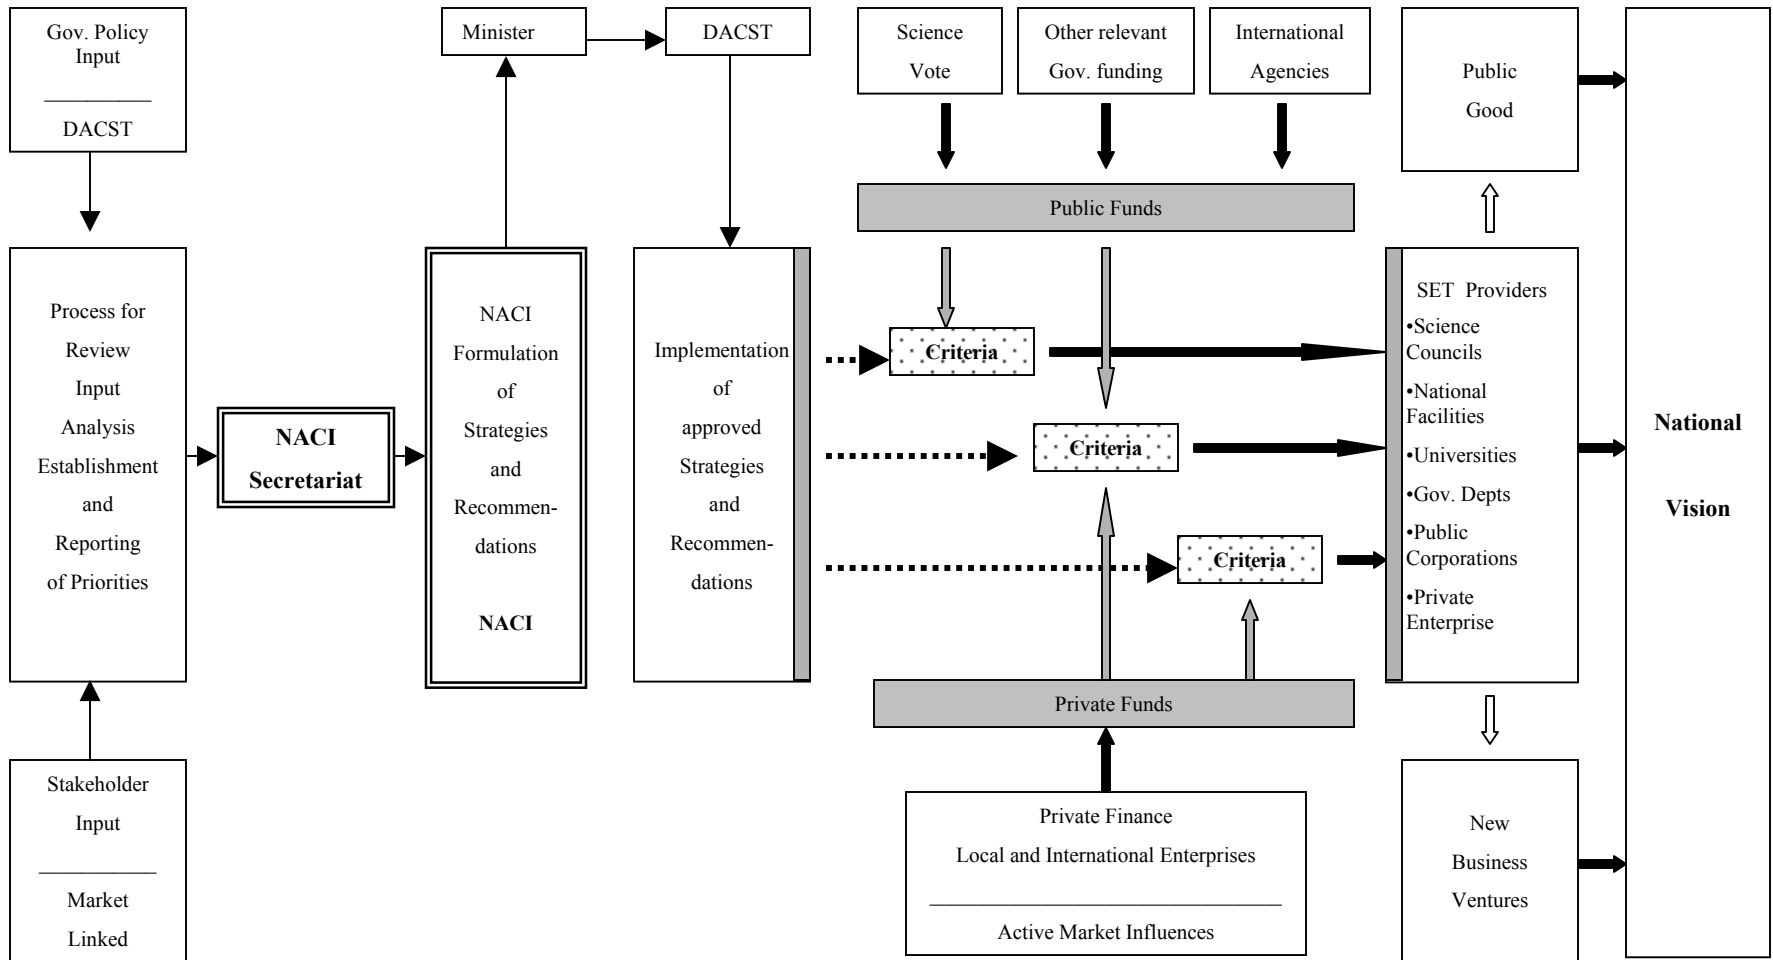 Gov. Policy
Input
___________
DACST
Minister
DACST
Science
Vote
Other relevant
Gov. funding
International
Agencies
Public
Good
Public Funds
Process for
Review
Input
Analysis
Establishment
and
Reporting
of Priorities
NACI
Secretariat
NACI
Formulation
of
Strategies
and
Recommen-
dations
NACI
Implementation
of
approved
Strategies
and
Recommen-
dations
Criteria
Criteria
Criteria
SET Providers
•Science
Councils
•National
Facilities
•Universities
•Gov. Depts
•Public
Corporations
•Private
Enterprise
National
Vision
Private Funds
Stakeholder
Input
____________
Market
Linked
Private Finance
Local and International Enterprises
____________________________________
Active Market Influences
New
Business
Ventures